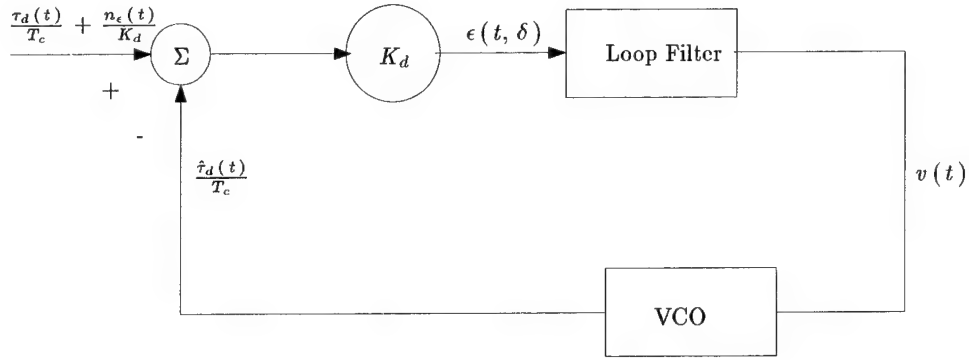 τ_d(t)/T_c + n_ϵ(t)/K_d
Σ
K_d
ϵ(t, δ)
Loop Filter
+
-
τ̂_d(t)/T_c
v(t)
VCO